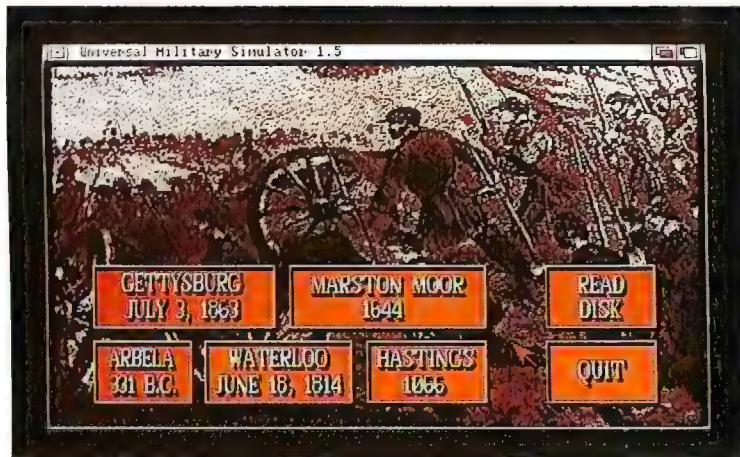 Universal Military Simulator 1.5
GETTYSBURG
JULY 3, 1863
MARSTON MOOR
1644
READ
DISK
ARBELA
331 B.C.
WATERLOO
JUNE 18, 1814
HASTINGS
1066
QUIT